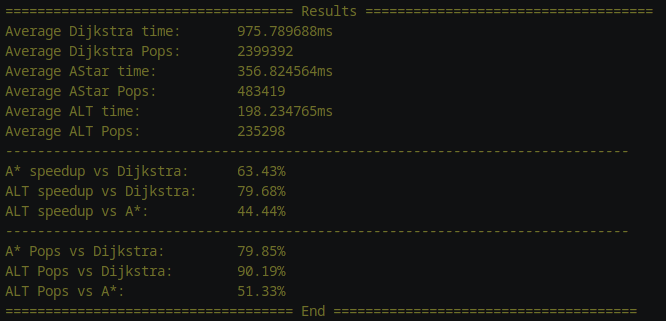 ==================================== Results ====================================
Average Dijkstra time: 975.789688ms
Average Dijkstra Pops: 2399392
Average AStar time: 356.824564ms
Average AStar Pops: 483419
Average ALT time: 198.234765ms
Average ALT Pops: 235298
------------------------------------------------------------------------------
A* speedup vs Dijkstra: 63.43%
ALT speedup vs Dijkstra: 79.68%
ALT speedup vs A*: 44.44%
------------------------------------------------------------------------------
A* Pops vs Dijkstra: 79.85%
ALT Pops vs Dijkstra: 90.19%
ALT Pops vs A*: 51.33%
==================================== End ======================================